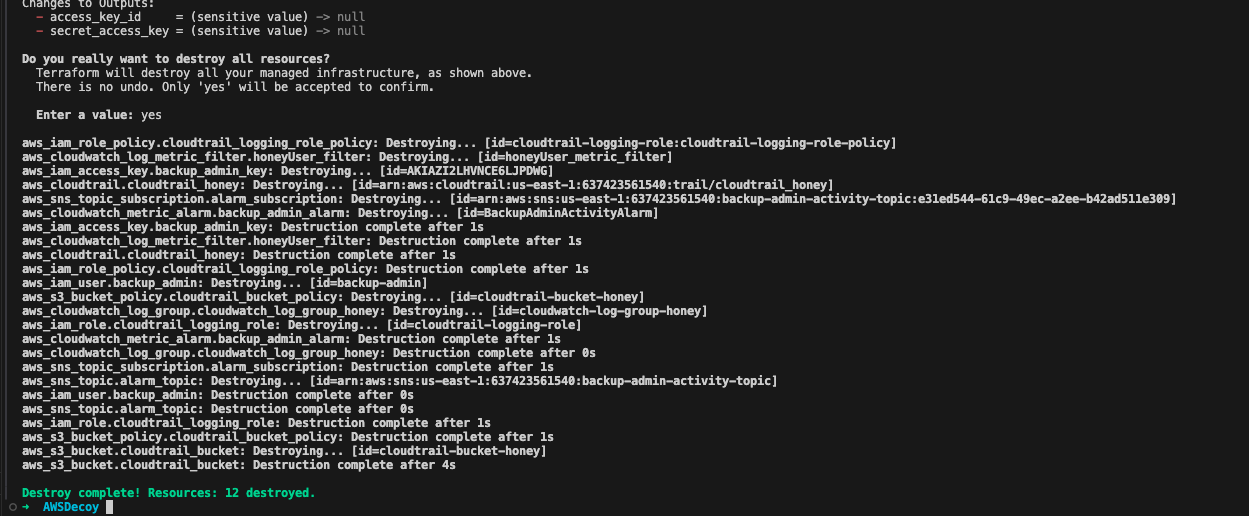 Changes to Outputs:
- access_key_id     = (sensitive value) -> null
- secret_access_key = (sensitive value) -> null
Do you really want to destroy all resources?
Terraform will destroy all your managed infrastructure, as shown above.
There is no undo. Only 'yes' will be accepted to confirm.
Enter a value: yes
aws_iam_role_policy.cloudtrail_logging_role_policy: Destroying... [id=cloudtrail-logging-role:cloudtrail-logging-role-policy]
aws_cloudwatch_log_metric_filter.honeyUser_filter: Destroying... [id=honeyUser_metric_filter]
aws_iam_access_key.backup_admin_key: Destroying... [id=AKIAZI2LHVNCE6LJPDWG]
aws_cloudtrail.cloudtrail_honey: Destroying... [id=arn:aws:cloudtrail:us-east-1:637423561540:trail/cloudtrail_honey]
aws_sns_topic_subscription.alarm_subscription: Destroying... [id=arn:aws:sns:us-east-1:637423561540:backup-admin-activity-topic:e31ed544-61c9-49ec-a2ee-b42ad511e309]
aws_cloudwatch_metric_alarm.backup_admin_alarm: Destroying... [id=BackupAdminActivityAlarm]
aws_iam_access_key.backup_admin_key: Destruction complete after 1s
aws_cloudwatch_log_metric_filter.honeyUser_filter: Destruction complete after 1s
aws_cloudtrail.cloudtrail_honey: Destruction complete after 1s
aws_iam_role_policy.cloudtrail_logging_role_policy: Destruction complete after 1s
aws_iam_user.backup_admin: Destroying... [id=backup-admin]
aws_s3_bucket_policy.cloudtrail_bucket_policy: Destroying... [id=cloudtrail-bucket-honey]
aws_cloudwatch_log_group.cloudwatch_log_group_honey: Destroying... [id=cloudwatch-log-group-honey]
aws_iam_role.cloudtrail_logging_role: Destroying... [id=cloudtrail-logging-role]
aws_cloudwatch_metric_alarm.backup_admin_alarm: Destruction complete after 1s
aws_cloudwatch_log_group.cloudwatch_log_group_honey: Destruction complete after 0s
aws_sns_topic_subscription.alarm_subscription: Destruction complete after 1s
aws_sns_topic.alarm_topic: Destroying... [id=arn:aws:sns:us-east-1:637423561540:backup-admin-activity-topic]
aws_iam_user.backup_admin: Destruction complete after 0s
aws_sns_topic.alarm_topic: Destruction complete after 0s
aws_iam_role.cloudtrail_logging_role: Destruction complete after 1s
aws_s3_bucket_policy.cloudtrail_bucket_policy: Destruction complete after 1s
aws_s3_bucket.cloudtrail_bucket: Destroying... [id=cloudtrail-bucket-honey]
aws_s3_bucket.cloudtrail_bucket: Destruction complete after 4s
Destroy complete! Resources: 12 destroyed.
➜ AWSDecoy